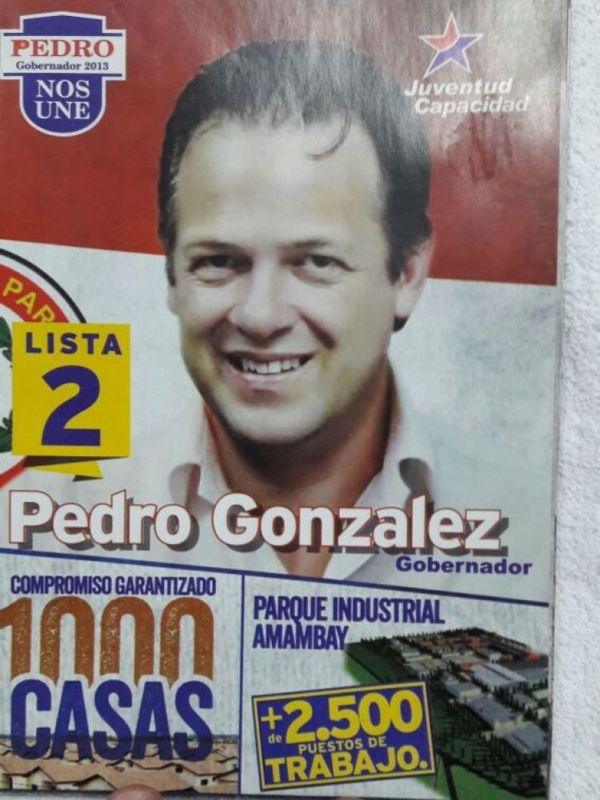 PEDRO
Gobernador 2013
NOS
UNE
Juventud
Capacidad
PAR
LISTA
2
Pedro Gonzalez
Gobernador
COMPROMISO GARANTIZADO
1000
CASAS
PARQUE INDUSTRIAL
AMAMBAY
+ de 2.500
PUESTOS DE
TRABAJO.